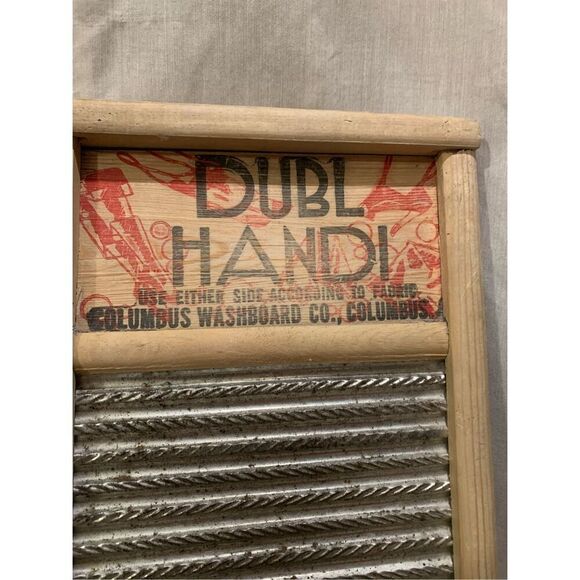 DUBL
HANDI
USE EITHER SIDE ACCORDING TO FABRIC
COLUMBUS WASHBOARD CO., COLUMBUS,